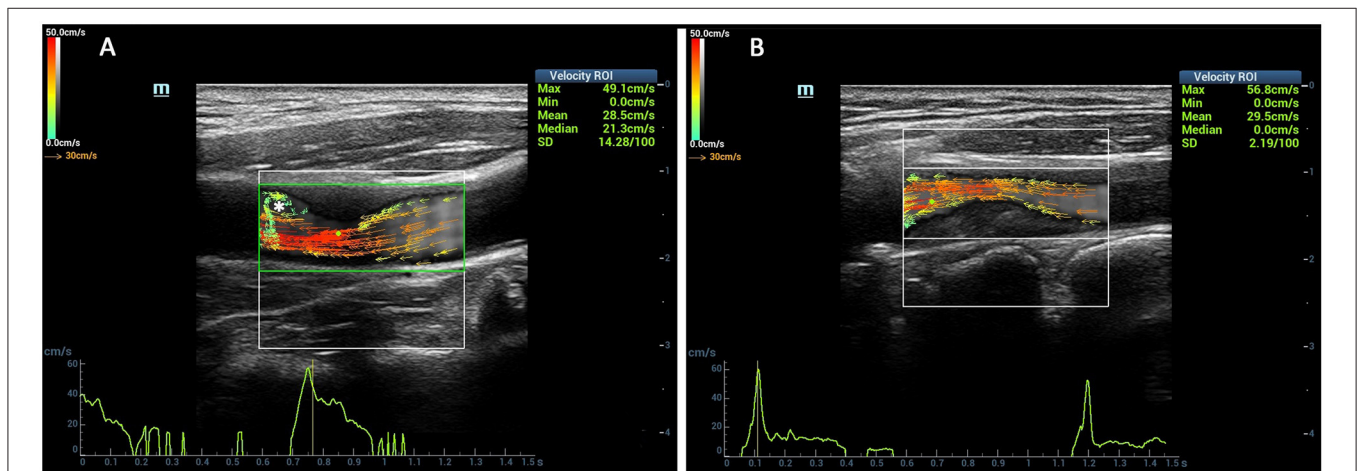 50.0cm/s
A
m
0.0cm/s
30cm/s
Velocity ROI
Max 49.1cm/s
Min 0.0cm/s
Mean 28.5cm/s
Median 21.3cm/s
SD 14.28/100
0
-1
*
-2
-3
-4
cm/s
60
40
20
0
0 0.1 0.2 0.3 0.4 0.5 0.6 0.7 0.8 0.9 1.0 1.1 1.2 1.3 1.4 1.5 s
50.0cm/s
B
m
0.0cm/s
30cm/s
Velocity ROI
Max 56.8cm/s
Min 0.0cm/s
Mean 29.5cm/s
Median 0.0cm/s
SD 2.19/100
0
-1
-2
-3
-4
cm/s
60
40
20
0
0 0.1 0.2 0.3 0.4 0.5 0.6 0.7 0.8 0.9 1.0 1.1 1.2 1.3 1.4 1.5 s